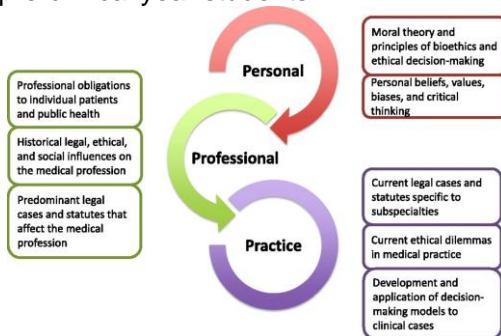 year students
Personal
Moral theory and
principles of bioethics and
ethical decision-making
Personal beliefs, values,
biases, and critical
thinking
Professional obligations
to individual patients
and public health
Historical legal, ethical,
and social influences on
the medical profession
Predominant legal
cases and statutes that
affect the medical
profession
Professional
Practice
Current legal cases and
statutes specific to
subspecialties
Current ethical dilemmas
in medical practice
Development and
application of decision-
making models to
clinical cases